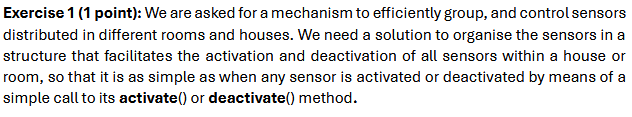 Exercise 1 (1 point): We are asked for a mechanism to efficiently group, and control sensors
distributed in different rooms and houses. We need a solution to organise the sensors in a
structure that facilitates the activation and deactivation of all sensors within a house or
room, so that it is as simple as when any sensor is activated or deactivated by means of a
simple call to its activate() or deactivate() method.